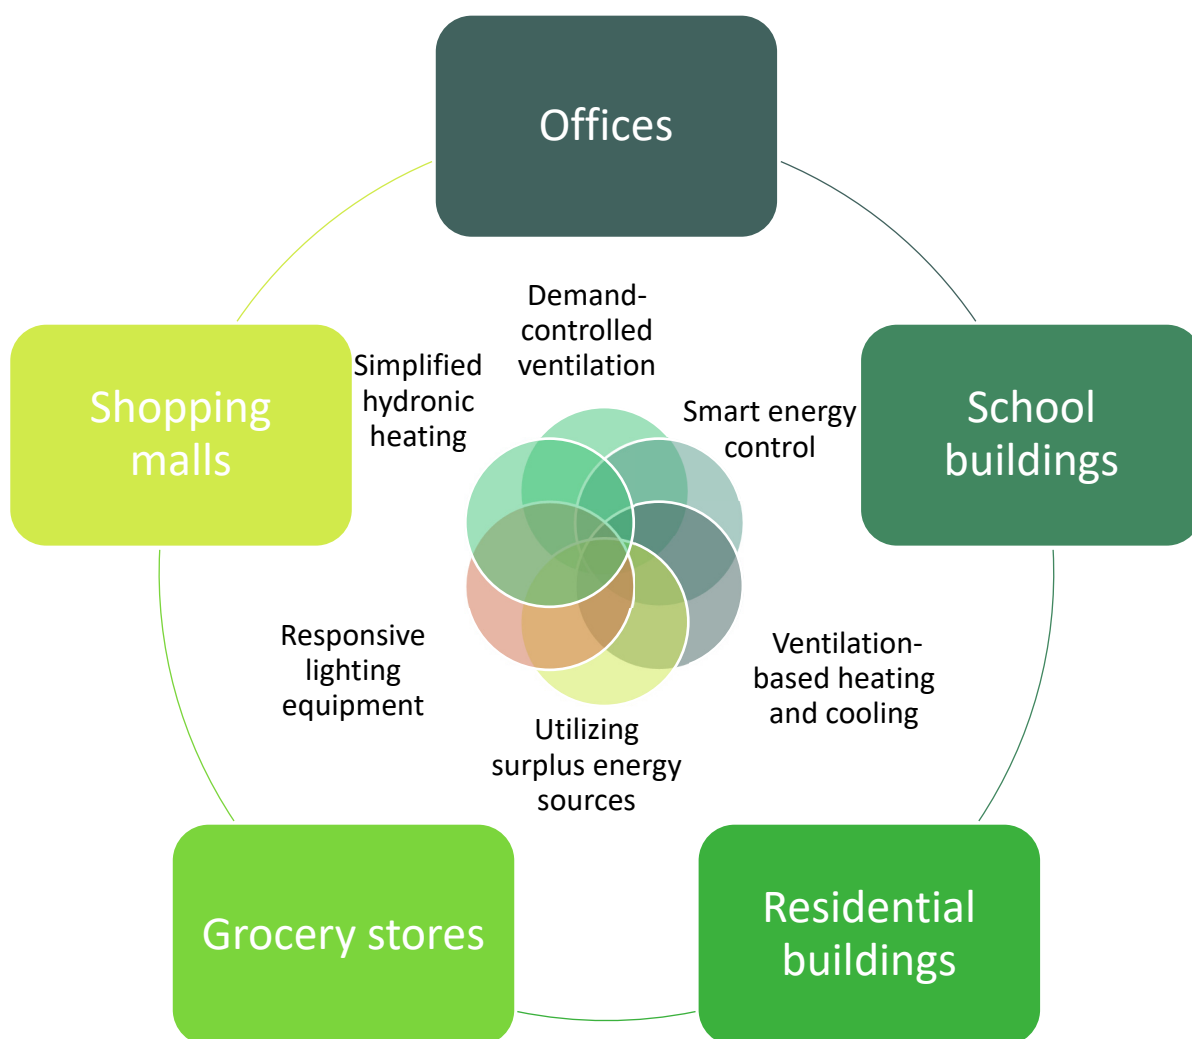 Offices
Demand-
controlled
ventilation
Simplified
hydronic
heating
Smart energy
control
Shopping
malls
School
buildings
Responsive
lighting
equipment
Ventilation-
based heating
and cooling
Utilizing
surplus energy
sources
Grocery stores
Residential
buildings